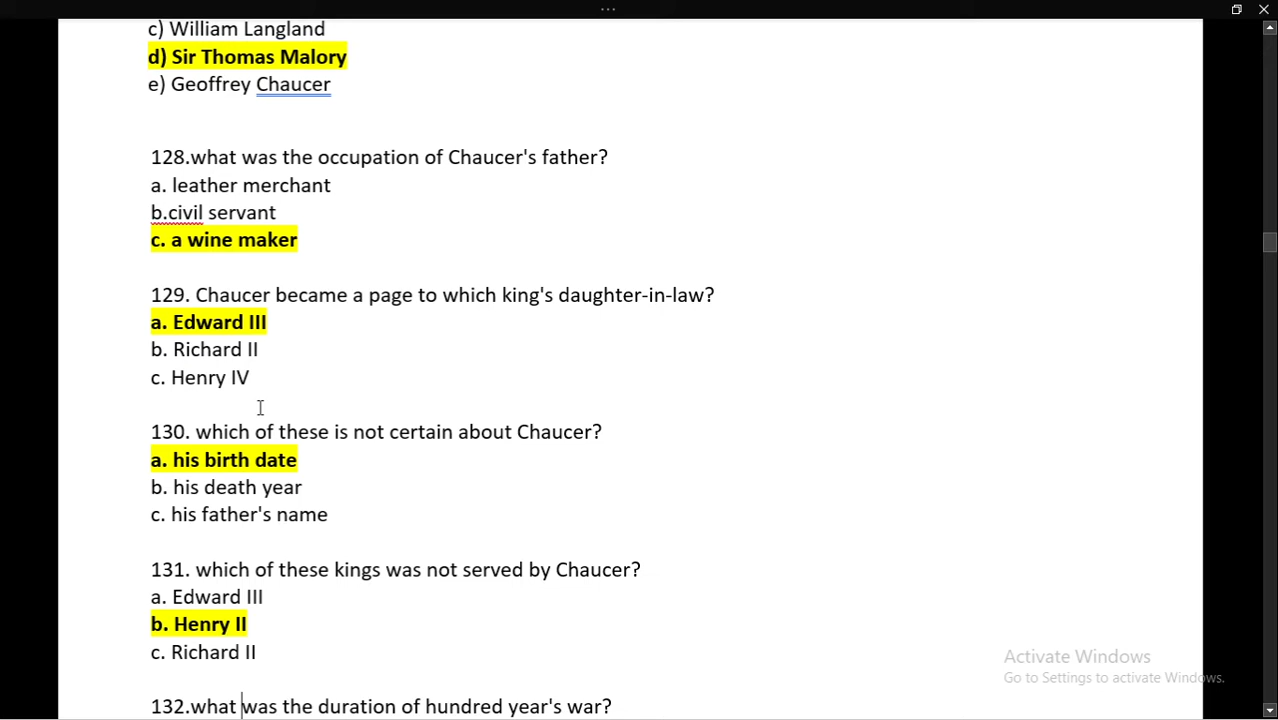 c) William Langland
d) Sir Thomas Malory
e) Geoffrey Chaucer
128.what was the occupation of Chaucer's father?
a. leather merchant
b.civil servant
c. a wine maker
129. Chaucer became a page to which king's daughter-in-law?
a. Edward III
b. Richard II
c. Henry IV
130. which of these is not certain about Chaucer?
a. his birth date
b. his death year
c. his father's name
131. which of these kings was not served by Chaucer?
a. Edward III
b. Henry II
c. Richard II
Activate Windows
Go to Settings to activate Windows.
132.what was the duration of hundred year's war?